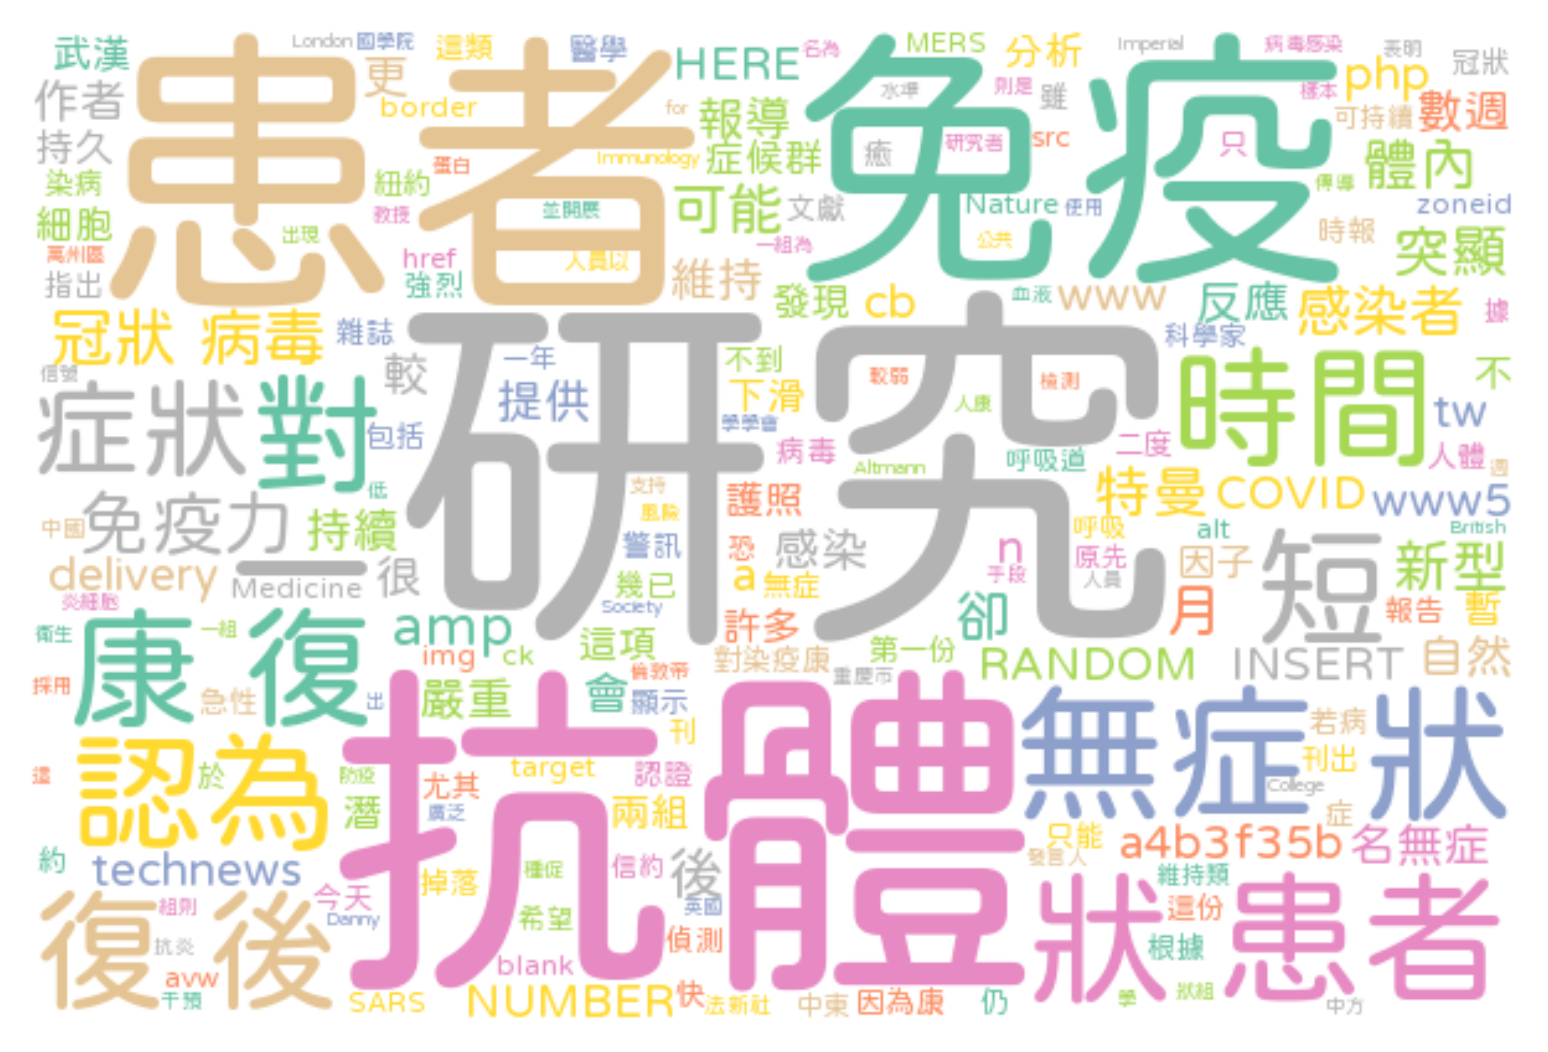 武漢
London
國學院
這類
醫學
HERE
名為
MERS
分析
Imperial
病毒感染
表明
冠狀
患者
更
免疫
作者
border
for
報導
水準
則是
雖
php
樣本
可持續
數週
持久
蛋白
Immunology
症候群
癒
研究者
src
只
體內
染病
紐約
可能
文獻
Nature
使用
傳導
zoneid
細胞
教授
並開展
出現
一組為
公共
時報
突顯
萬州區
href
人員以
指出
強烈
維持
發現
cb
血液
www
反應
感染者
據
冠狀
病毒
雜誌
研究
科學家
信號
較
一年
不到
較弱
檢測
時間
不
症狀
對
提供
下滑
人康
tw
包括
學學會
病毒
二度
人體
週
低
支持
Altmann
呼吸道
護照
特曼
COVID
www5
中國
免疫力
持續
風險
呼吸
alt
British
警訊
恐
感染
n
原先
因子
短
新型
delivery
一
Medicine
很
幾已
a
無症
手段
人員
炎細胞
Society
卻
月
報告
暫
衛生
一組
康復
amp
許多
img
ck
這項
第一份
對染疫康
倫敦帝
重慶市
RANDOM
INSERT
自然
採用
急性
出
嚴重
會
顯示
抗體
無症狀
若病
刊
刊出
認為
於
防疫
target
認證
這
尤其
廣泛
College
潛
兩組
症
只能
a4b3f35b
名無症
約
technews
種促
信約
後
發言人
維持類
掉落
復後
組則
今天
Danny
希望
英國
狀
這份
患者
抗炎
偵測
根據
avw
blank
干預
SARS
NUMBER
快
法新社
中東
因為康
仍
學
狀組
中方